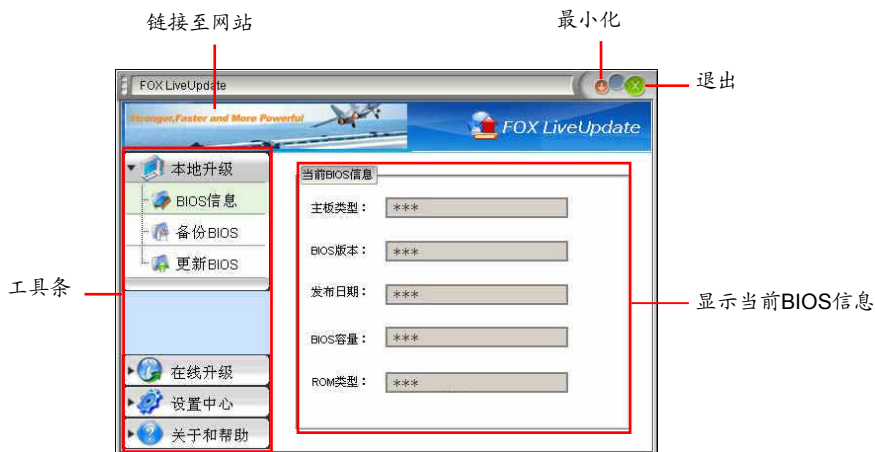 链接至网站
最小化
退出
FOX LiveUpdate
Stronger,Faster and More Powerful
FOX LiveUpdate
工具条
本地升级
BIOS信息
备份BIOS
更新BIOS
在线升级
设置中心
关于和帮助
当前BIOS信息
主板类型： ***
BIOS版本： ***
发布日期： ***
BIOS容量： ***
ROM类型： ***
显示当前BIOS信息